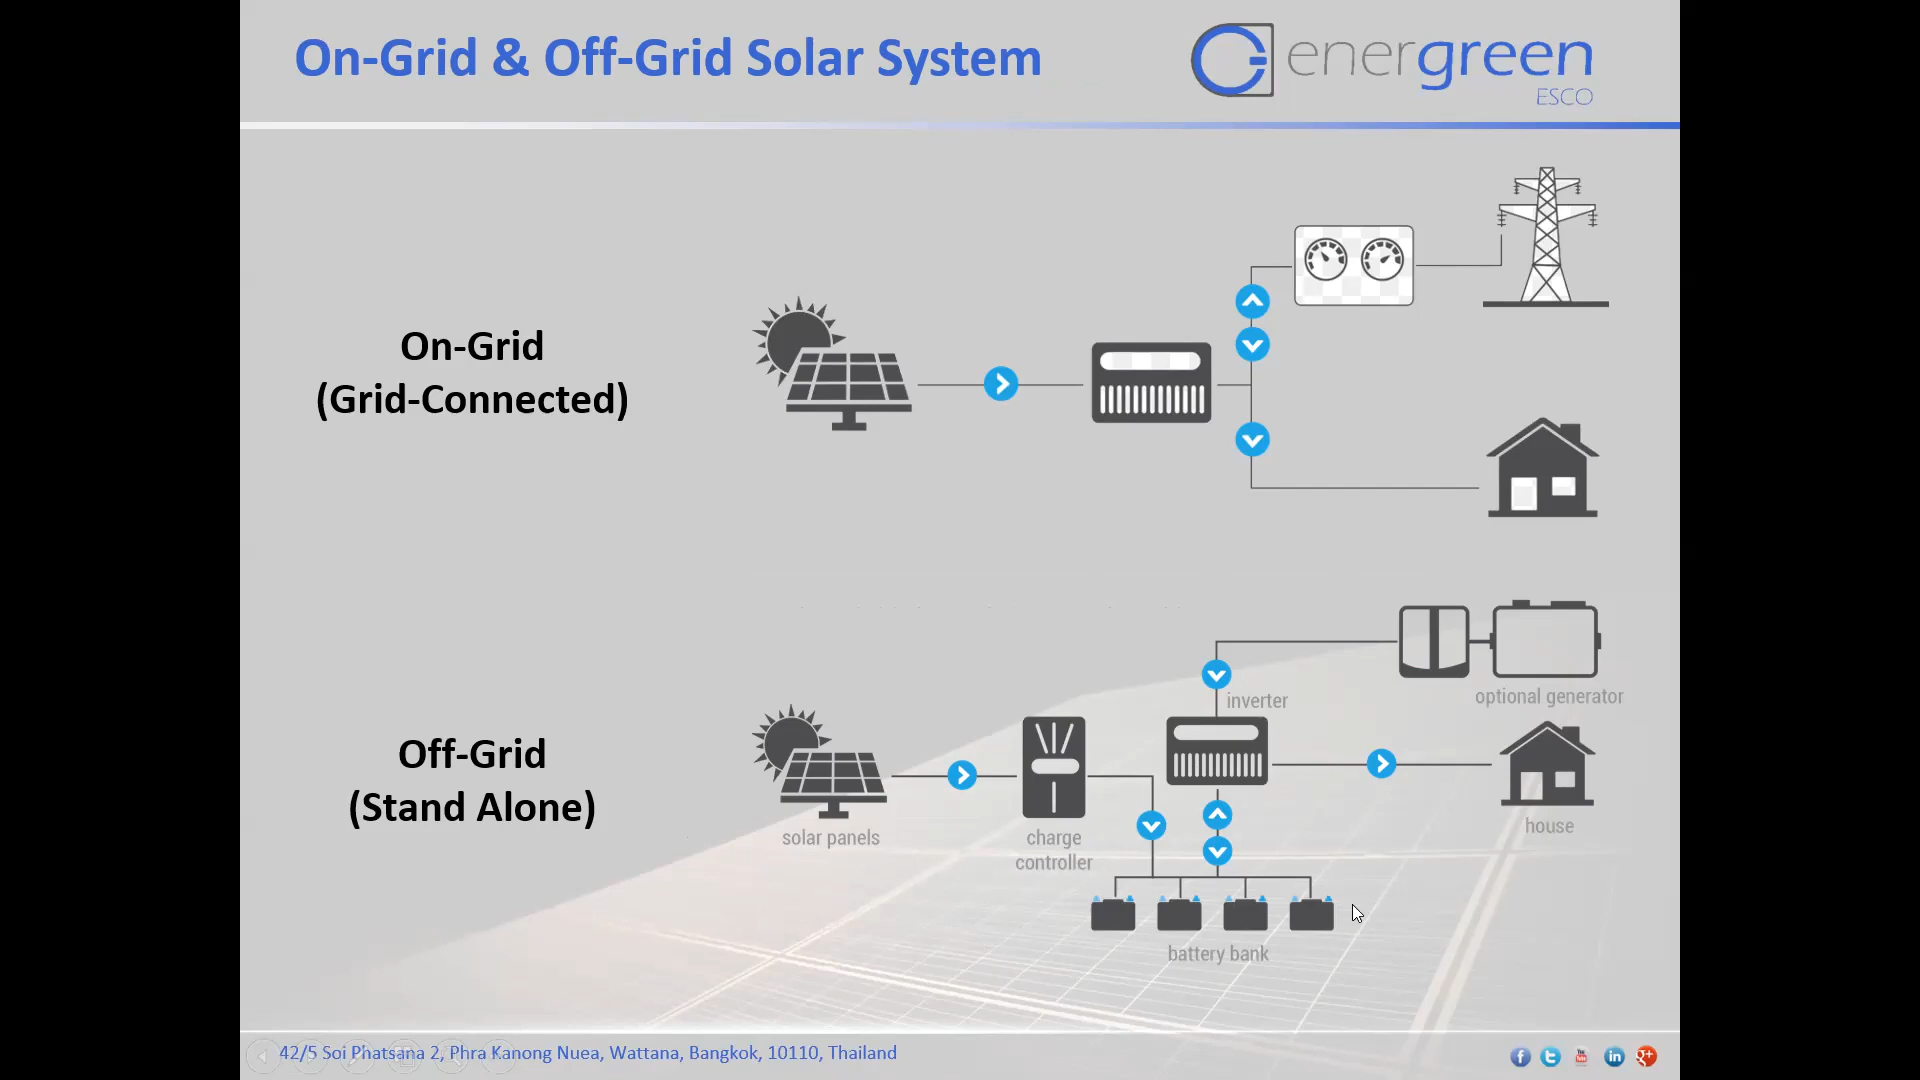 On-Grid & Off-Grid Solar System
energreen
ESCO
On-Grid
(Grid-Connected)
Off-Grid
(Stand Alone)
inverter
optional generator
solar panels
charge
controller
house
battery bank
42/5 Soi Phatsana 2, Phra Kanong Nuea, Wattana, Bangkok, 10110, Thailand